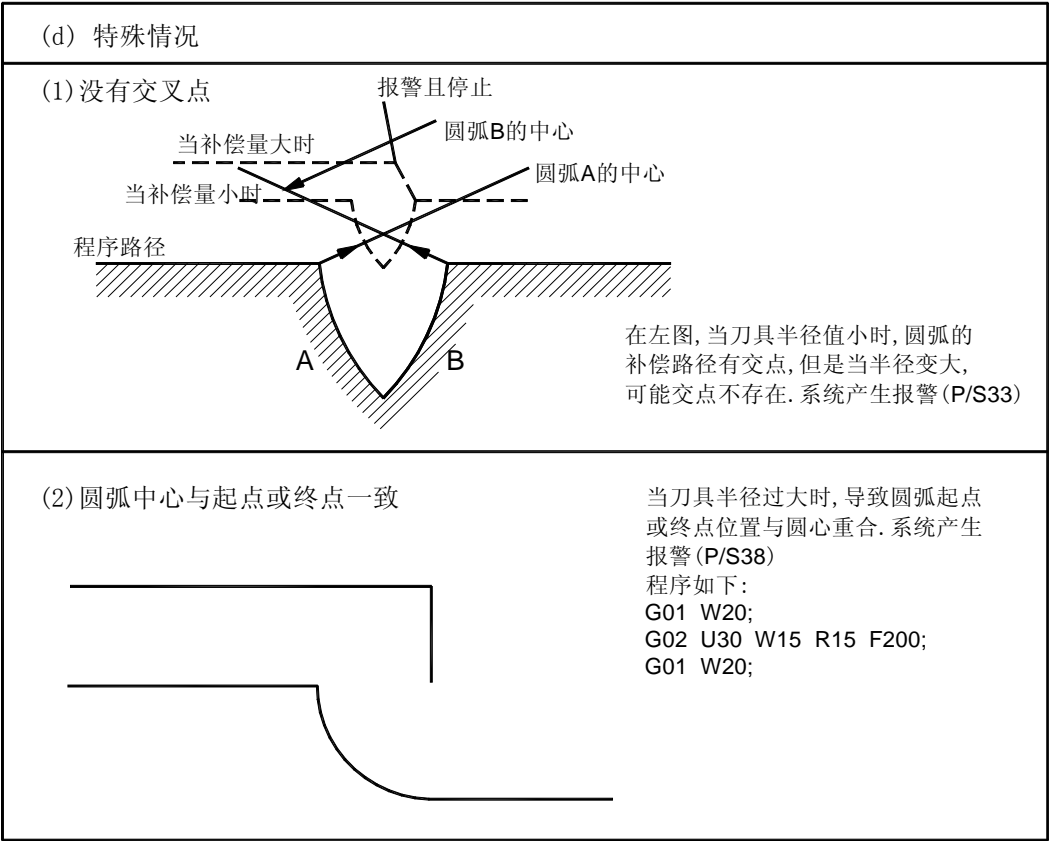 (d) 特殊情况
(1)没有交叉点
报警且停止
圆弧B的中心
当补偿量大时
圆弧A的中心
当补偿量小时
程序路径
A
B
在左图,当刀具半径值小时,圆弧的
补偿路径有交点,但是当半径变大,
可能交点不存在.系统产生报警(P/S33)
(2)圆弧中心与起点或终点一致
当刀具半径过大时,导致圆弧起点
或终点位置与圆心重合.系统产生
报警(P/S38)
程序如下:
G01 W20;
G02 U30 W15 R15 F200;
G01 W20;